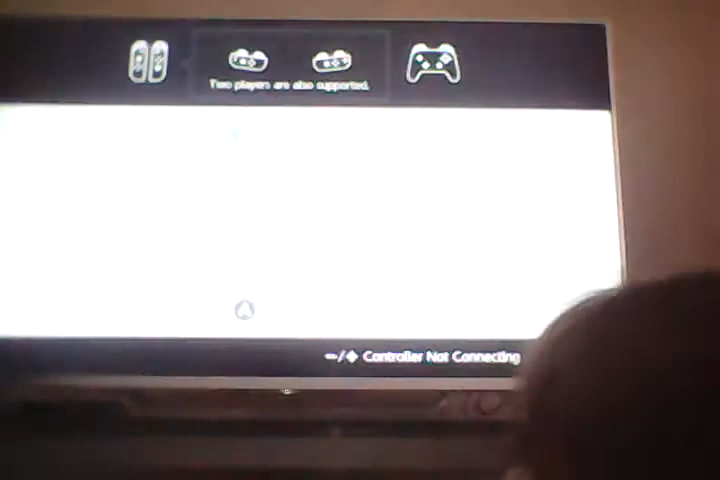 Two players are also supported.
A
-/+ Controller Not Connecting